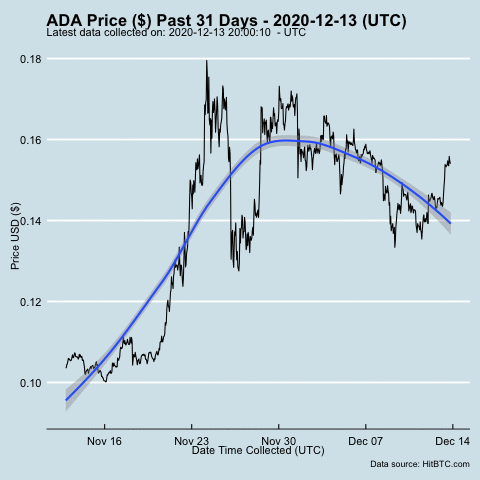 ADA Price ($) Past 31 Days - 2020-12-13 (UTC)
Latest data collected on: 2020-12-13 20:00:10 - UTC
Price USD ($)
0.18
0.16
0.14
0.12
0.10
Nov 16 Nov 23 Nov 30 Dec 07 Dec 14
Date Time Collected (UTC)
Data source: HitBTC.com